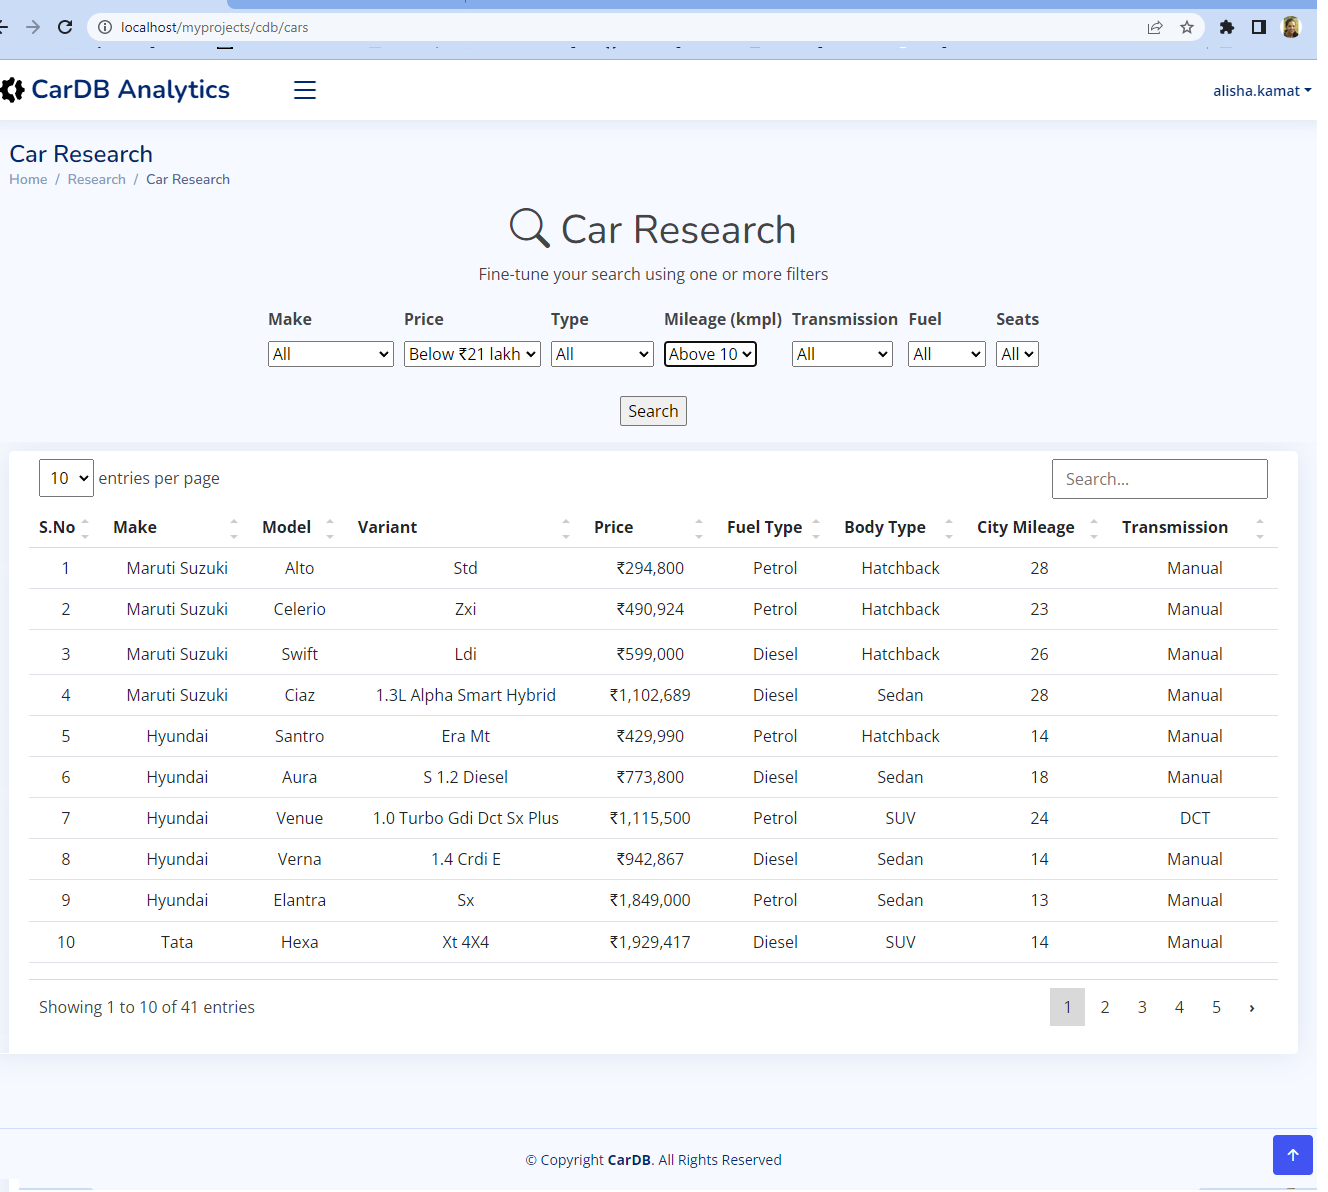 localhost/myprojects/cdb/cars
CarDB Analytics
alisha.kamat
Car Research
Home / Research / Car Research
Car Research
Fine-tune your search using one or more filters
Make Price Type Mileage (kmpl) Transmission Fuel Seats
All Below ₹21 lakh All Above 10 All All All
Search
10 entries per page Search...
S.No Make Model Variant Price Fuel Type Body Type City Mileage Transmission
1 Maruti Suzuki Alto Std ₹294,800 Petrol Hatchback 28 Manual
2 Maruti Suzuki Celerio Zxi ₹490,924 Petrol Hatchback 23 Manual
3 Maruti Suzuki Swift Ldi ₹599,000 Diesel Hatchback 26 Manual
4 Maruti Suzuki Ciaz 1.3L Alpha Smart Hybrid ₹1,102,689 Diesel Sedan 28 Manual
5 Hyundai Santro Era Mt ₹429,990 Petrol Hatchback 14 Manual
6 Hyundai Aura S 1.2 Diesel ₹773,800 Diesel Sedan 18 Manual
7 Hyundai Venue 1.0 Turbo Gdi Dct Sx Plus ₹1,115,500 Petrol SUV 24 DCT
8 Hyundai Verna 1.4 Crdi E ₹942,867 Diesel Sedan 14 Manual
9 Hyundai Elantra Sx ₹1,849,000 Petrol Sedan 13 Manual
10 Tata Hexa Xt 4X4 ₹1,929,417 Diesel SUV 14 Manual
Showing 1 to 10 of 41 entries 1 2 3 4 5 ›
© Copyright CarDB. All Rights Reserved